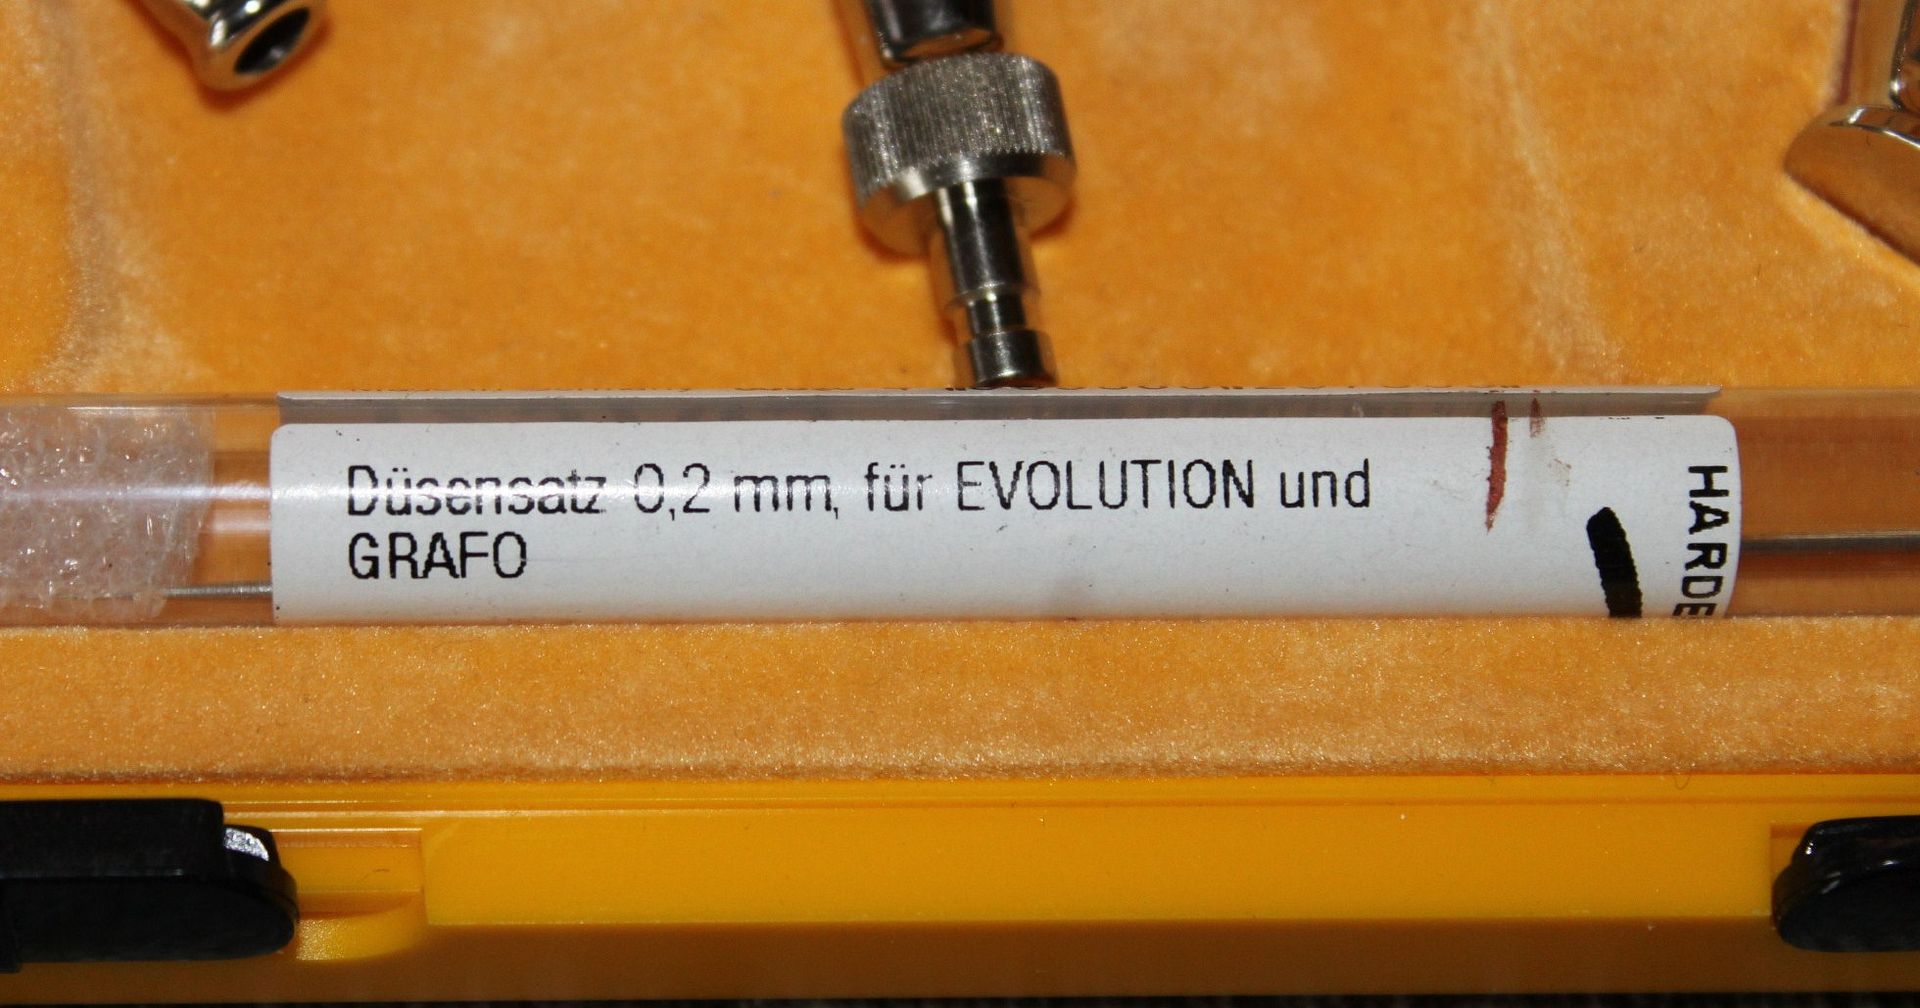 Düsensatz 0,2 mm, für EVOLUTION und
GRAFO
HARDE